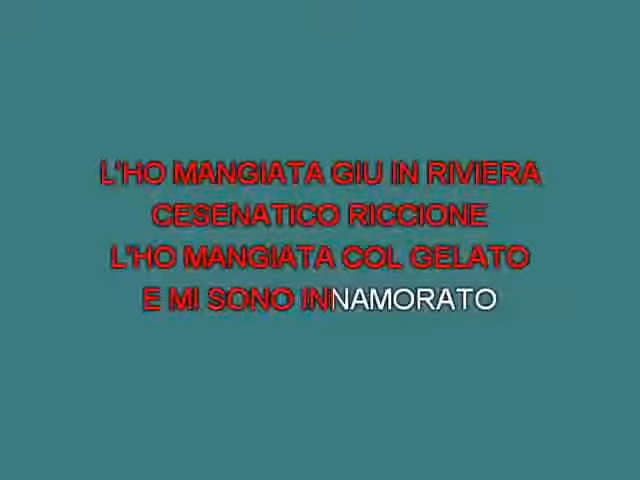 L'HO MANGIATA GIU IN RIVIERA
CESENATICO RICCIONE
L'HO MANGIATA COL GELATO
E MI SONO INNAMORATO